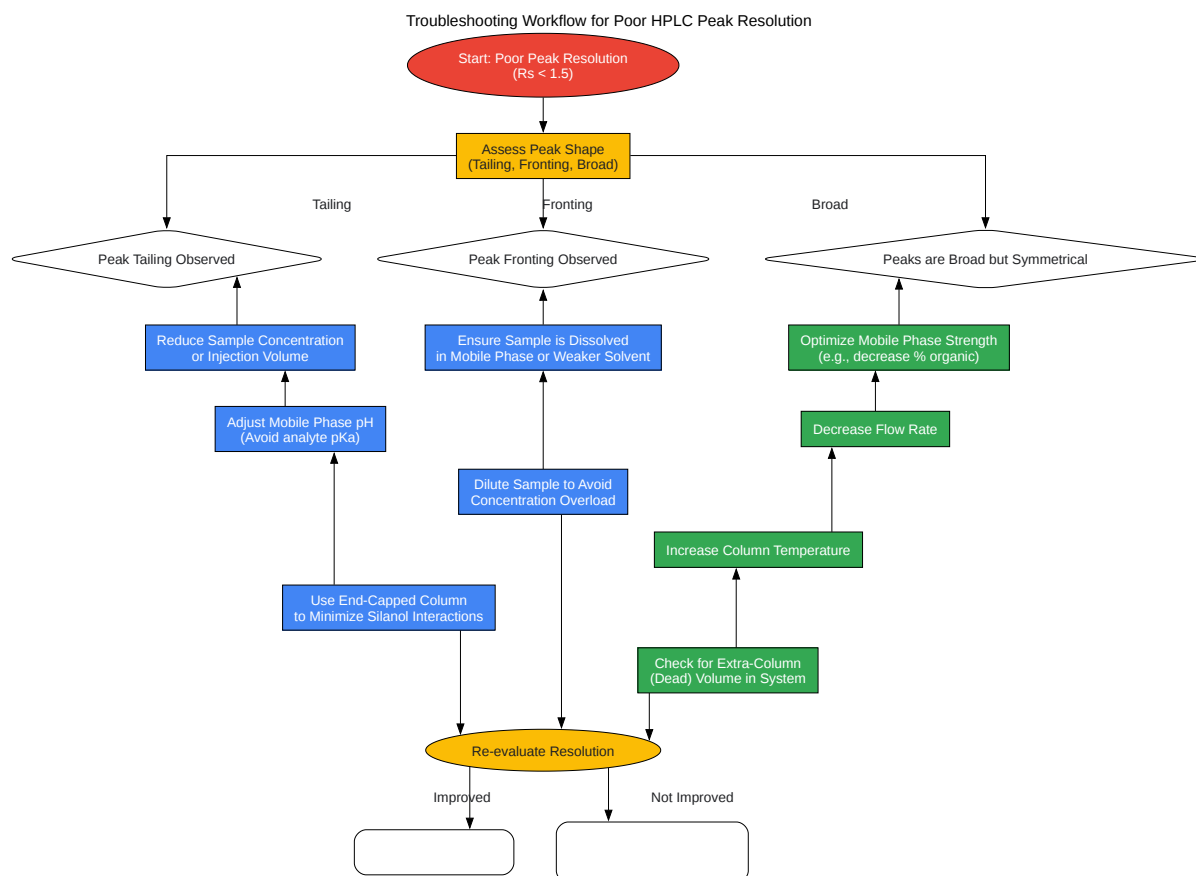 Troubleshooting Workflow for Poor HPLC Peak Resolution
Start: Poor Peak Resolution
(Rs < 1.5)
Assess Peak Shape
(Tailing, Fronting, Broad)
Tailing
Fronting
Broad
Peak Tailing Observed
Peak Fronting Observed
Peaks are Broad but Symmetrical
Reduce Sample Concentration
or Injection Volume
Ensure Sample is Dissolved
in Mobile Phase or Weaker Solvent
Optimize Mobile Phase Strength
(e.g., decrease % organic)
Adjust Mobile Phase pH
(Avoid analyte pKa)
Decrease Flow Rate
Dilute Sample to Avoid
Concentration Overload
Increase Column Temperature
Use End-Capped Column
to Minimize Silanol Interactions
Check for Extra-Column
(Dead) Volume in System
Re-evaluate Resolution
Improved
Not Improved